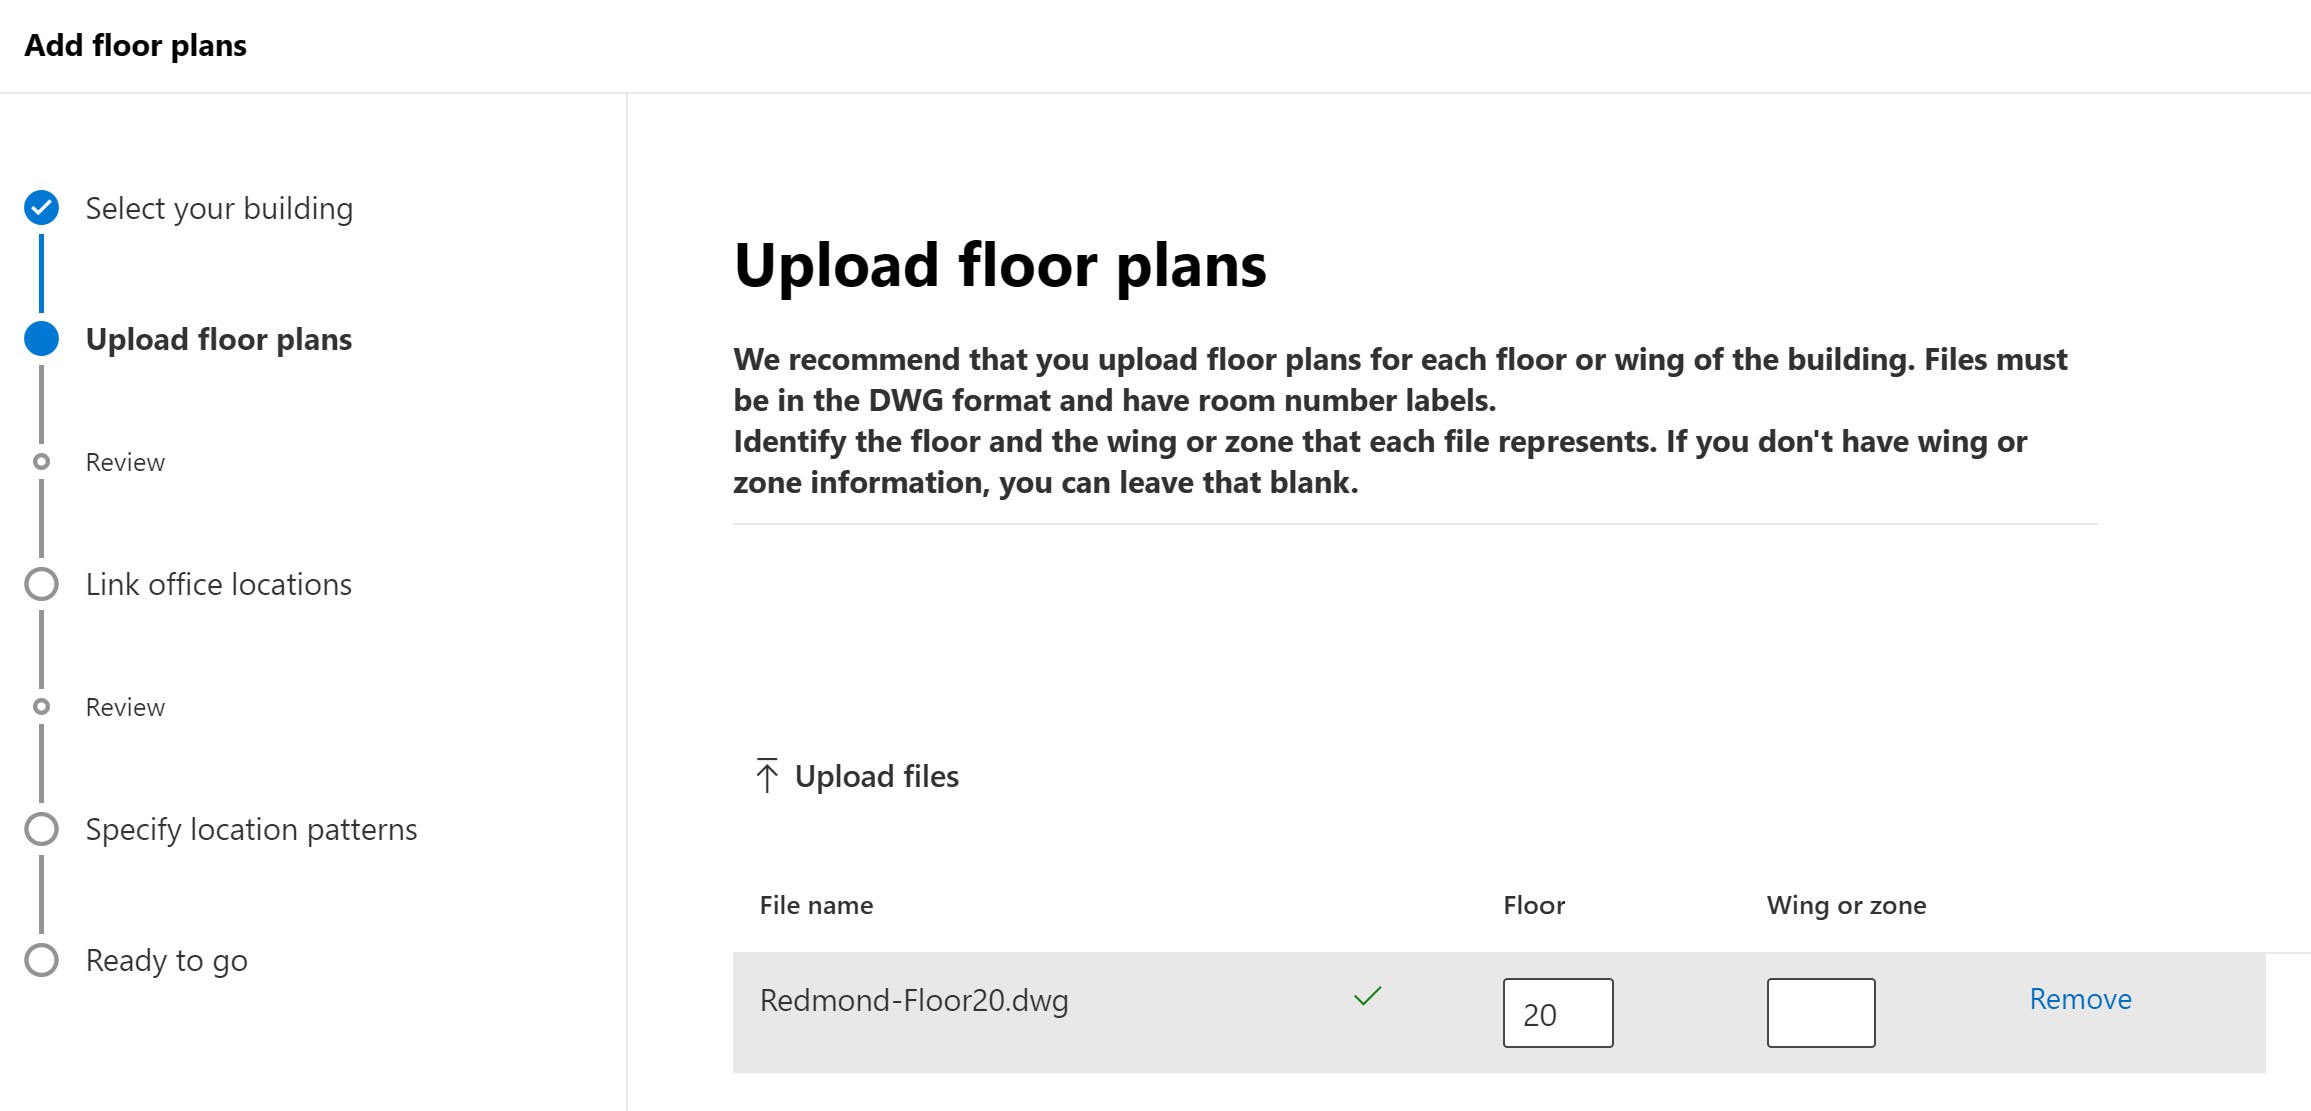 Add floor plans
Select your building
Upload floor plans
Review
Link office locations
Review
Specify location patterns
Ready to go
Upload floor plans
We recommend that you upload floor plans for each floor or wing of the building. Files must
be in the DWG format and have room number labels.
Identify the floor and the wing or zone that each file represents. If you don't have wing or
zone information, you can leave that blank.
Upload files
File name Floor Wing or zone
Redmond-Floor20.dwg 20 Remove